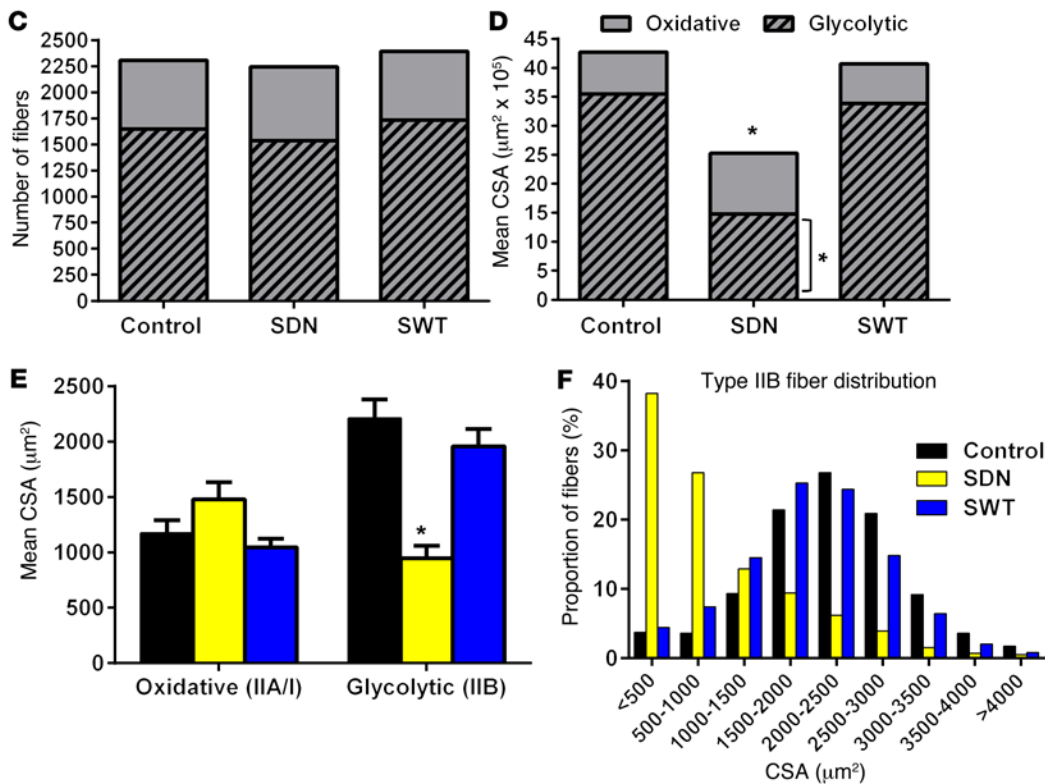 C
Number of fibers
2500
2250
2000
1750
1500
1250
1000
750
500
250
0
Control SDN SWT
D
Oxidative Glycolytic
Mean CSA (μm² x 10⁵)
45
40
35
30
25
20
15
10
5
0
*
*
Control SDN SWT
E
Mean CSA (μm²)
2500
2000
1500
1000
500
0
*
Oxidative (IIA/I) Glycolytic (IIB)
F
Type IIB fiber distribution
Proportion of fibers (%)
40
30
20
10
0
Control
SDN
SWT
<500
500-1000
1000-1500
1500-2000
2000-2500
2500-3000
3000-3500
3500-4000
>4000
CSA (μm²)